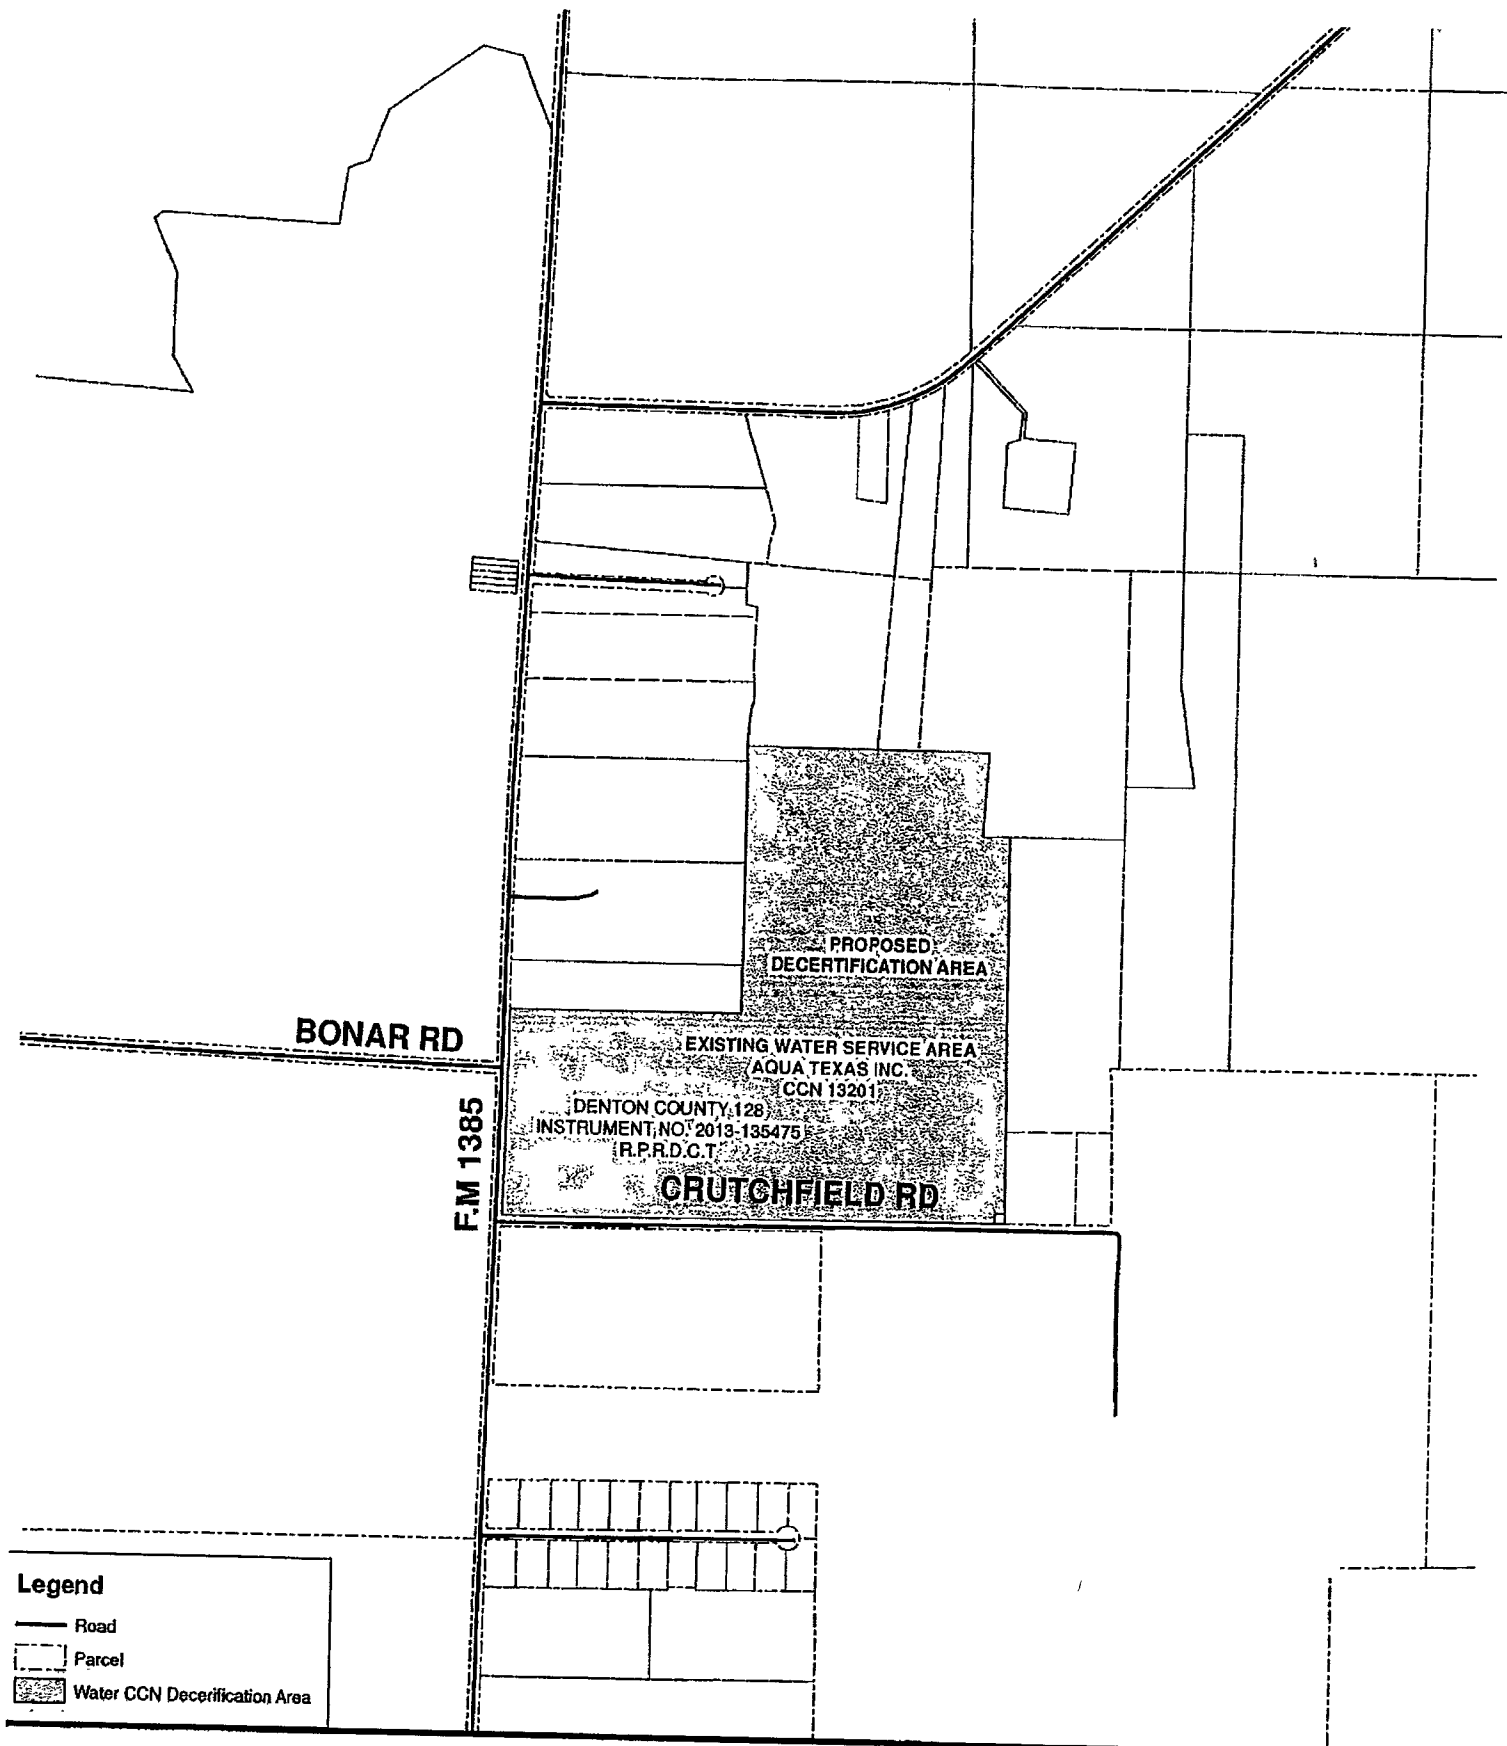 PROPOSED
DECERTIFICATION AREA
BONAR RD
EXISTING WATER SERVICE AREA
AQUA TEXAS INC.
CCN 13201
DENTON COUNTY 128
INSTRUMENT NO. 2013-135475
R.P.R.D.C.T
F.M 1385
CRUTCHFIELD RD
Legend
Road
Parcel
Water CCN Decerification Area